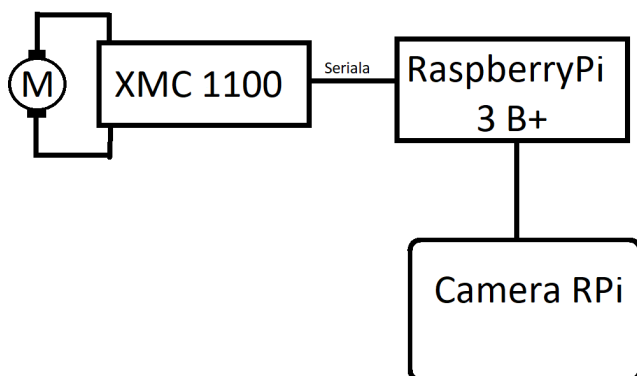 M
XMC 1100
Seriala
RaspberryPi
3 B+
Camera RPi